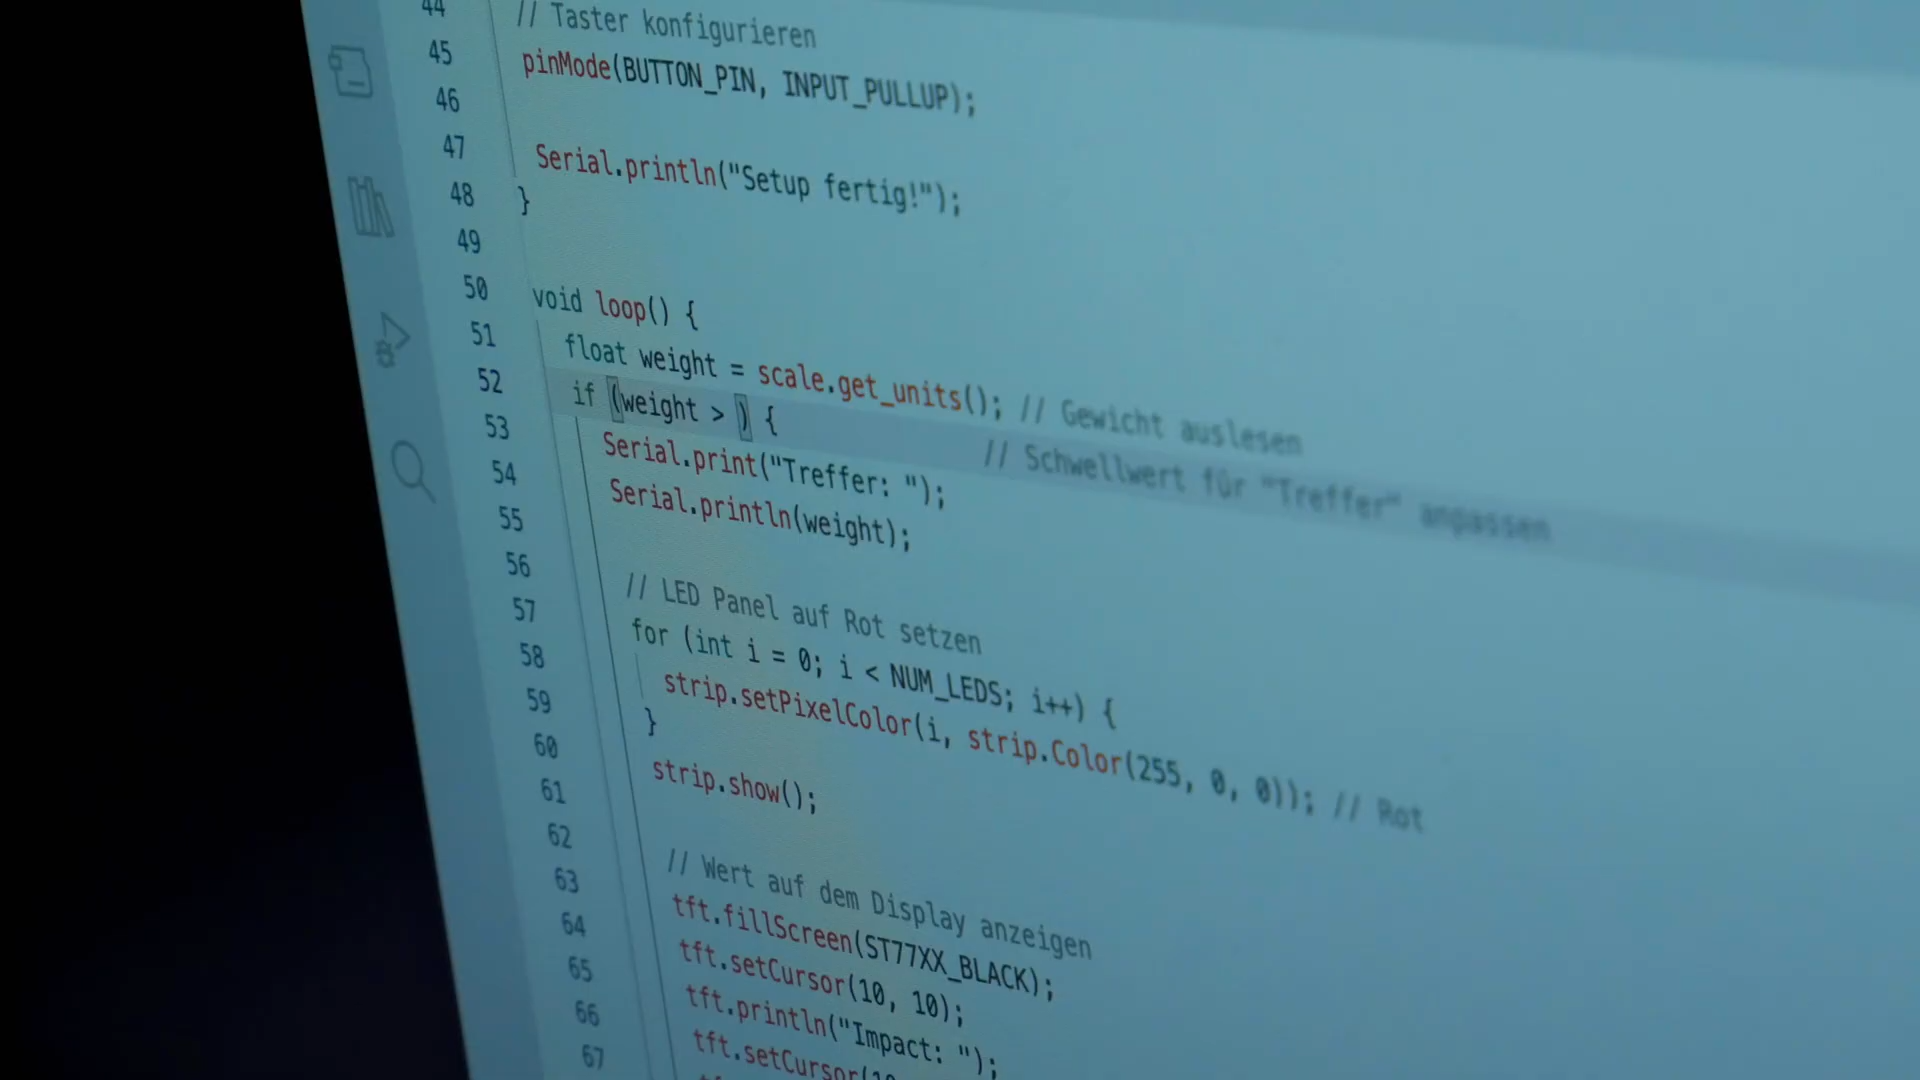 44 // Taster konfigurieren
45 pinMode(BUTTON_PIN, INPUT_PULLUP);
46
47 Serial.println("Setup fertig!");
48 }
49
50 void loop() {
51 float weight = scale.get_units(); // Gewicht auslesen
52 if (weight > ) { // Schwellwert für "Treffer" anpassen
53 Serial.print("Treffer: ");
54 Serial.println(weight);
55
56 // LED Panel auf Rot setzen
57 for (int i = 0; i < NUM_LEDS; i++) {
58 strip.setPixelColor(i, strip.Color(255, 0, 0)); // Rot
59 }
60 strip.show();
61
62 // Wert auf dem Display anzeigen
63 tft.fillScreen(ST77XX_BLACK);
64 tft.setCursor(10, 10);
65 tft.println("Impact: ");
66 tft.setCursor(10
67